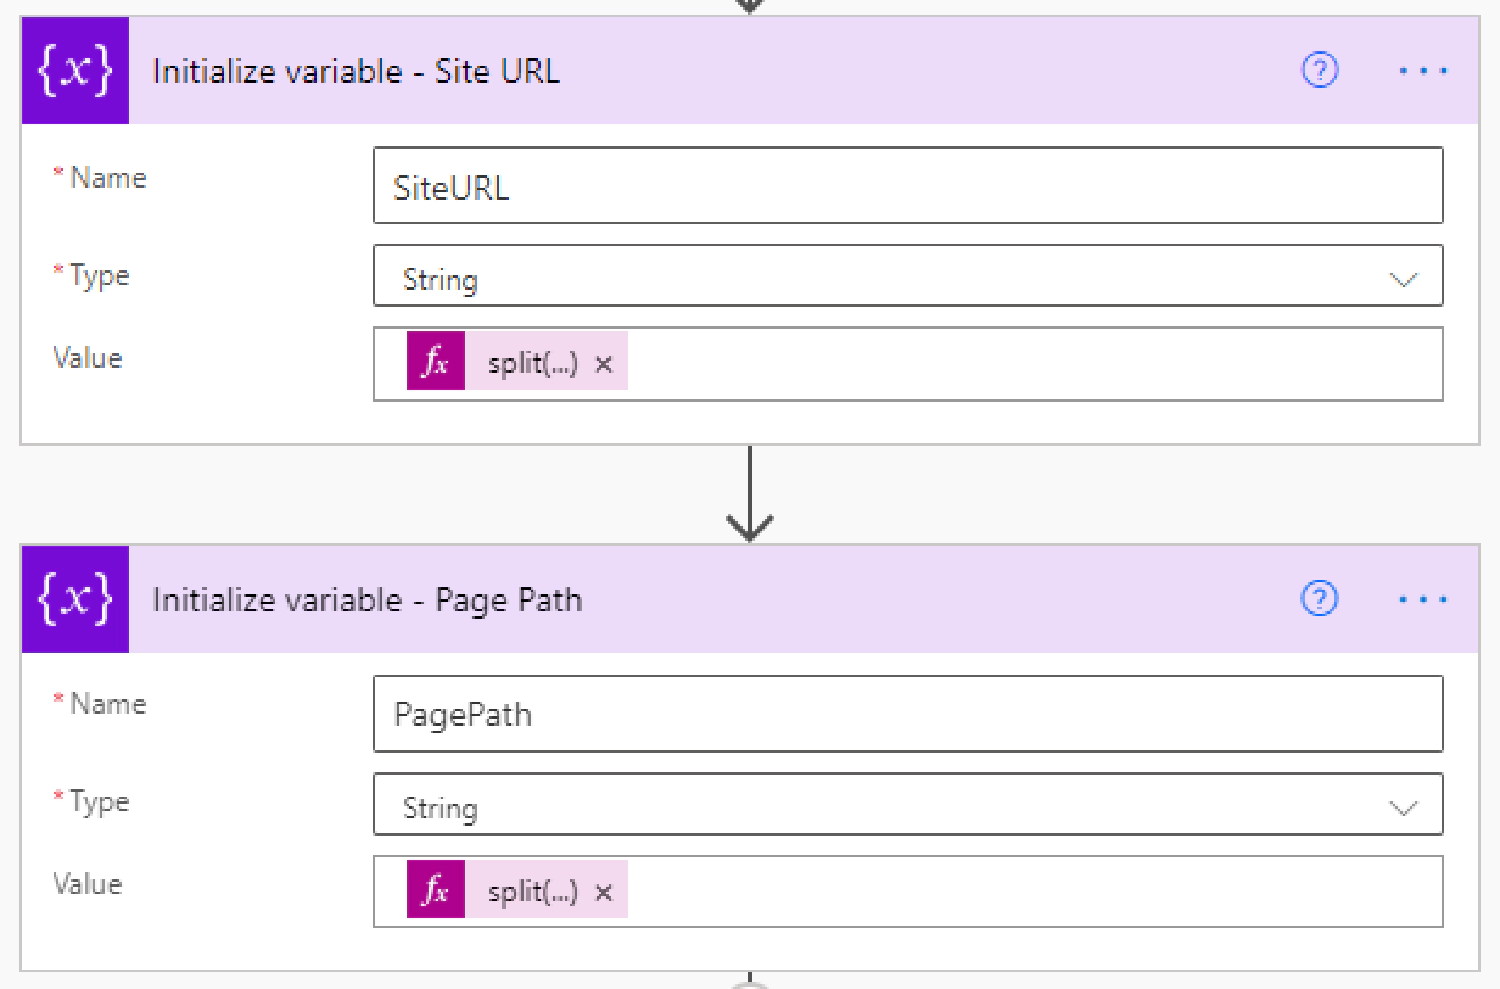 {x} Initialize variable - Site URL ? ...
* Name SiteURL
* Type String
Value fx split(...) ×
{x} Initialize variable - Page Path ? ...
* Name PagePath
* Type String
Value fx split(...) ×